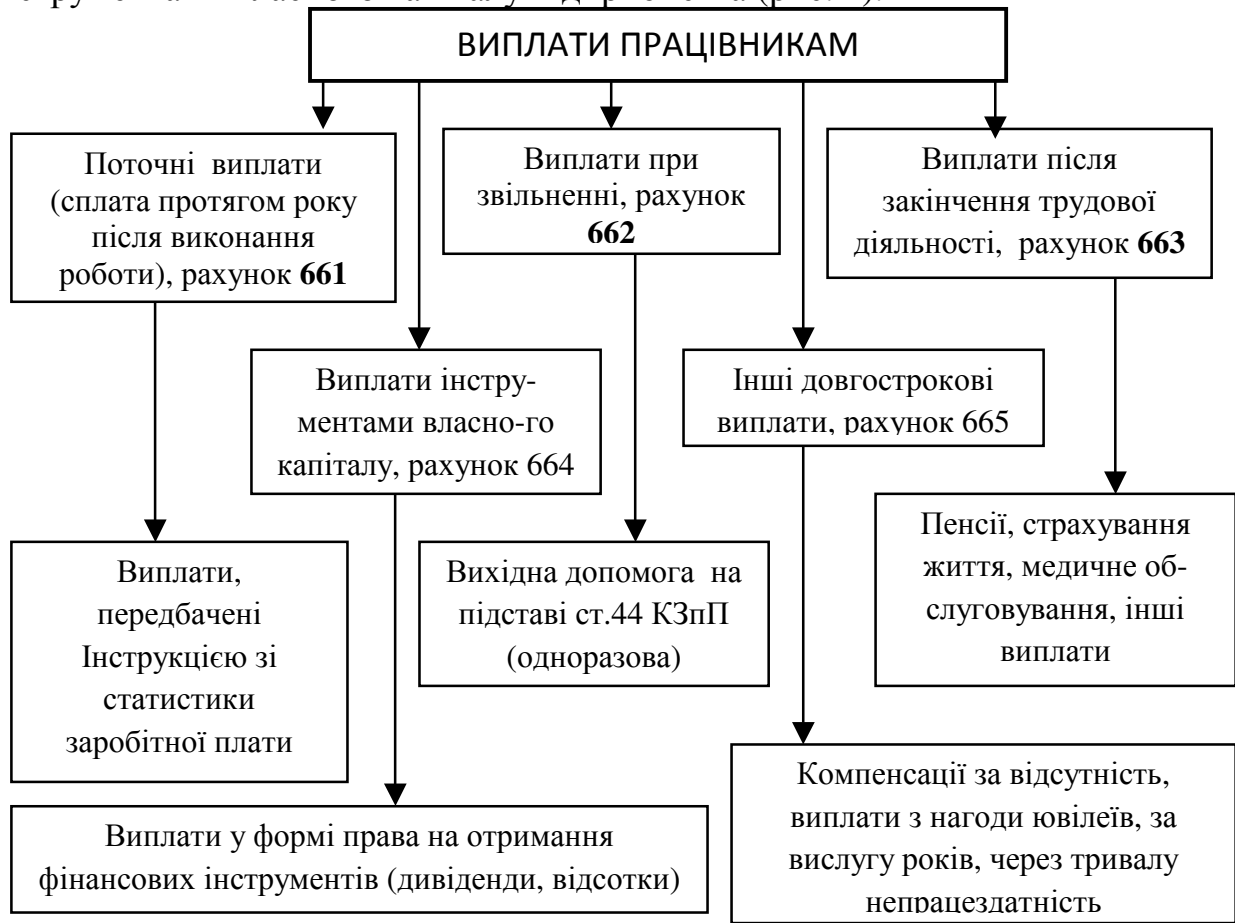 ВИПЛАТИ ПРАЦІВНИКАМ
Поточні виплати
(сплата протягом року
після виконання
роботи), рахунок 661
Виплати при
звільненні, рахунок
662
Виплати після
закінчення трудової
діяльності, рахунок 663
Виплати інстру-
ментами власно-го
капіталу, рахунок 664
Інші довгострокові
виплати, рахунок 665
Виплати,
передбачені
Інструкцією зі
статистики
заробітної плати
Вихідна допомога на
підставі ст.44 КЗпП
(одноразова)
Пенсії, страхування
життя, медичне об-
слуговування, інші
виплати
Виплати у формі права на отримання
фінансових інструментів (дивіденди, відсотки)
Компенсації за відсутність,
виплати з нагоди ювілеїв, за
вислугу років, через тривалу
непрацездатність